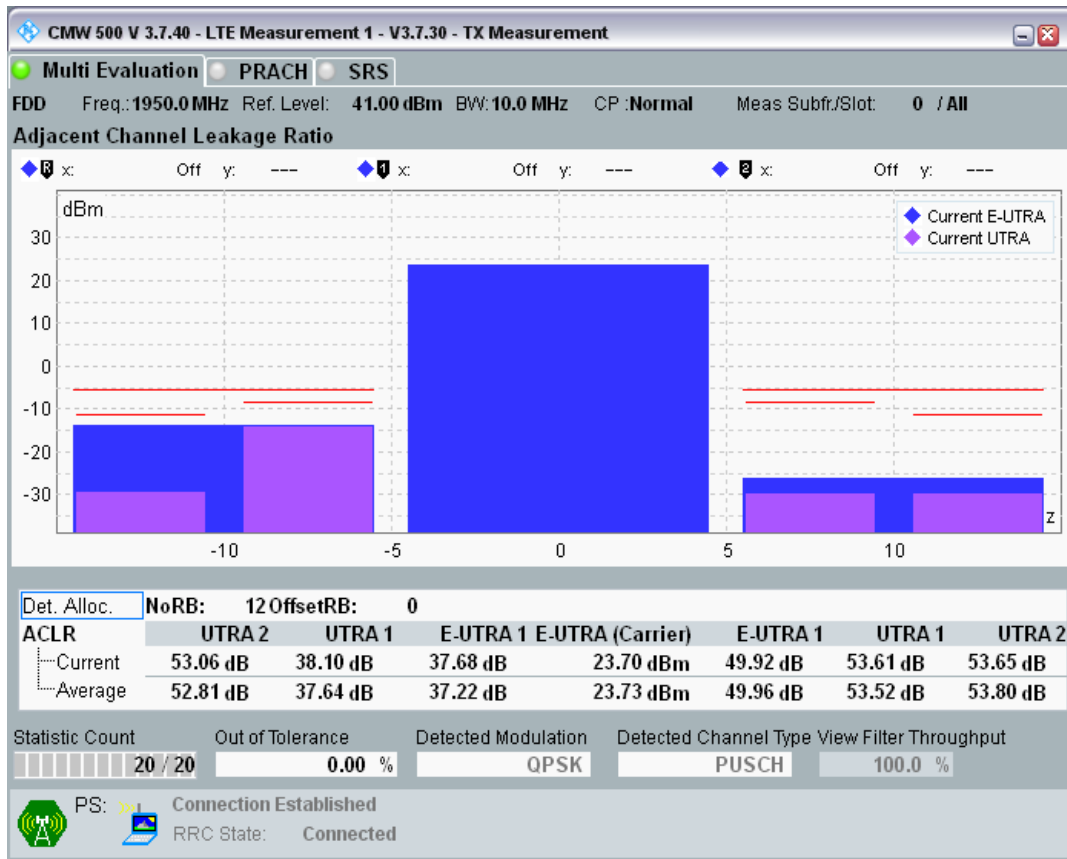 CMW 500 V 3.7.40 - LTE Measurement 1 - V3.7.30 - TX Measurement
Multi Evaluation PRACH SRS
FDD Freq.: 1950.0 MHz Ref. Level: 41.00 dBm BW: 10.0 MHz CP :Normal Meas Subfr./Slot: 0 / All
Adjacent Channel Leakage Ratio
R x: Off y: --- 1 x: Off y: --- 2 x: Off y: ---
dBm
Current E-UTRA
Current UTRA
30
20
10
0
-10
-20
-30
z
-10 -5 0 5 10
Det. Alloc. NoRB: 12 OffsetRB: 0
ACLR UTRA 2 UTRA 1 E-UTRA 1 E-UTRA (Carrier) E-UTRA 1 UTRA 1 UTRA 2
Current 53.06 dB 38.10 dB 37.68 dB 23.70 dBm 49.92 dB 53.61 dB 53.65 dB
Average 52.81 dB 37.64 dB 37.22 dB 23.73 dBm 49.96 dB 53.52 dB 53.80 dB
Statistic Count Out of Tolerance Detected Modulation Detected Channel Type View Filter Throughput
20 / 20 0.00 % QPSK PUSCH 100.0 %
PS: Connection Established
RRC State: Connected